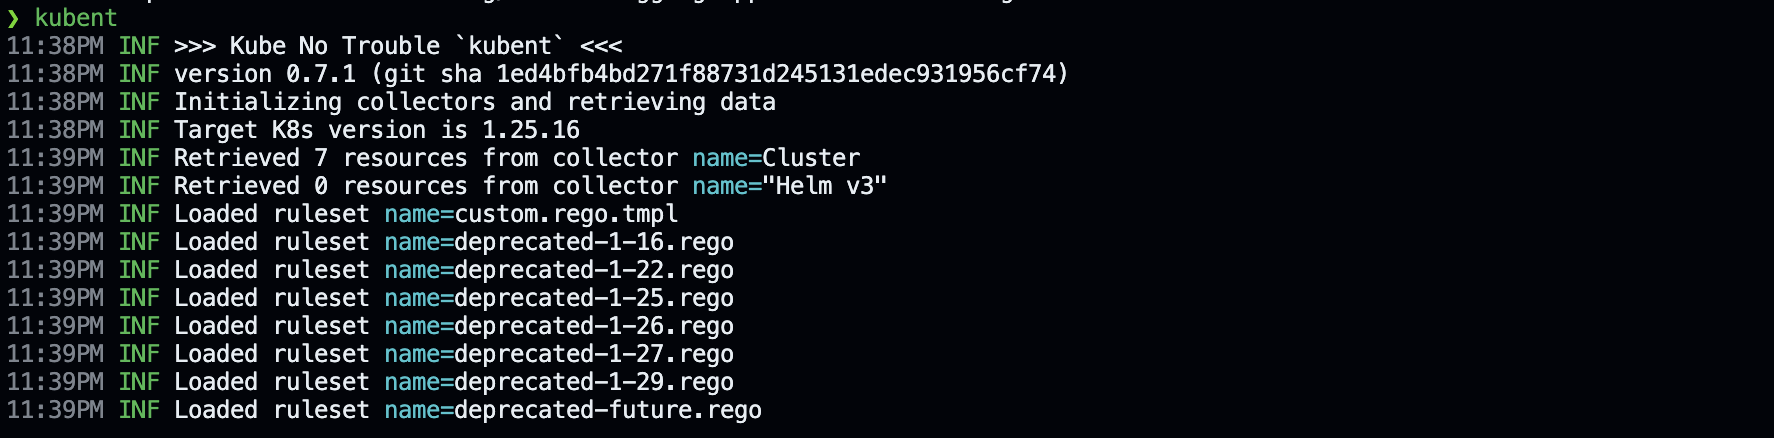 ❯ kubent
11:38PM INF >>> Kube No Trouble `kubent` <<<
11:38PM INF version 0.7.1 (git sha 1ed4bfb4bd271f88731d245131edec931956cf74)
11:38PM INF Initializing collectors and retrieving data
11:38PM INF Target K8s version is 1.25.16
11:39PM INF Retrieved 7 resources from collector name=Cluster
11:39PM INF Retrieved 0 resources from collector name="Helm v3"
11:39PM INF Loaded ruleset name=custom.rego.tmpl
11:39PM INF Loaded ruleset name=deprecated-1-16.rego
11:39PM INF Loaded ruleset name=deprecated-1-22.rego
11:39PM INF Loaded ruleset name=deprecated-1-25.rego
11:39PM INF Loaded ruleset name=deprecated-1-26.rego
11:39PM INF Loaded ruleset name=deprecated-1-27.rego
11:39PM INF Loaded ruleset name=deprecated-1-29.rego
11:39PM INF Loaded ruleset name=deprecated-future.rego